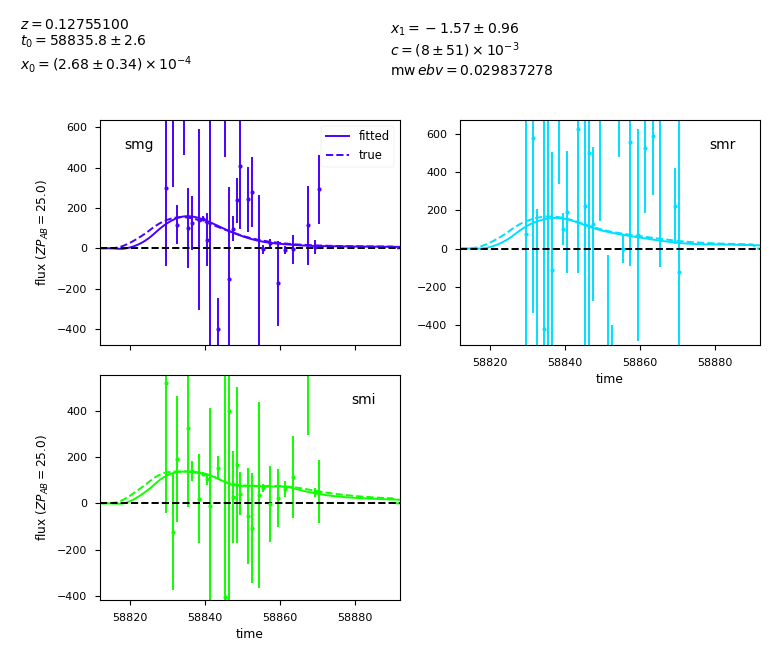 z = 0.12755100
t₀ = 58835.8 ± 2.6
x₀ = (2.68 ± 0.34) × 10⁻⁴
x₁ = −1.57 ± 0.96
c = (8 ± 51) × 10⁻³
mw ebv = 0.029837278
smg
fitted
true
600
400
200
0
−200
−400
flux (ZP_AB = 25.0)
smr
600
400
200
0
−200
−400
58820 58840 58860 58880
time
smi
400
200
0
−200
−400
flux (ZP_AB = 25.0)
58820 58840 58860 58880
time